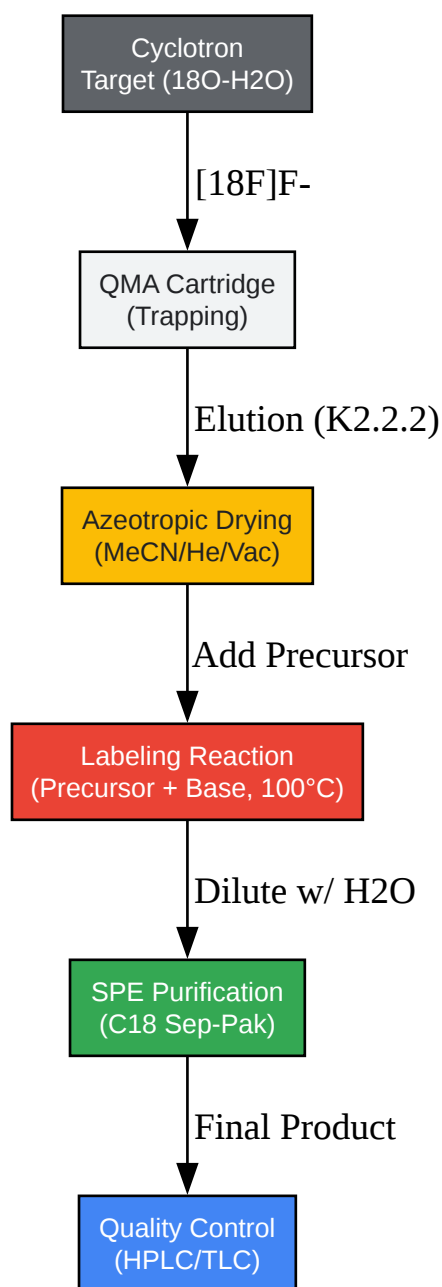 Cyclotron
Target (18O-H2O)
[18F]F-
QMA Cartridge
(Trapping)
Elution (K2.2.2)
Azeotropic Drying
(MeCN/He/Vac)
Add Precursor
Labeling Reaction
(Precursor + Base, 100°C)
Dilute w/ H2O
SPE Purification
(C18 Sep-Pak)
Final Product
Quality Control
(HPLC/TLC)